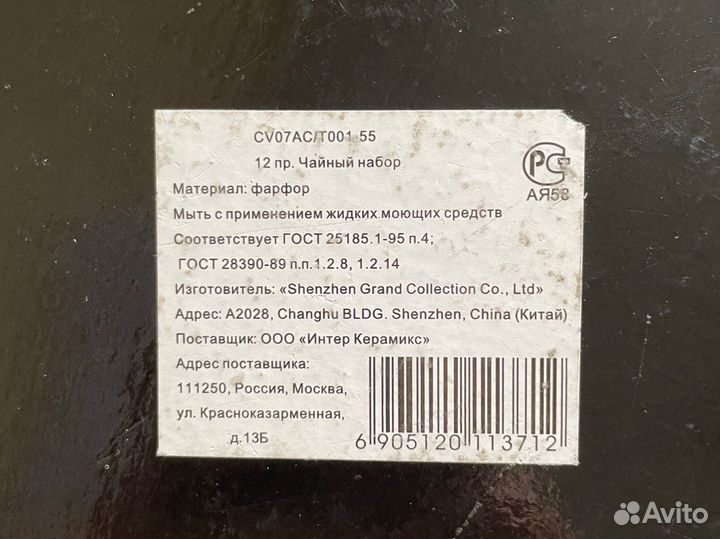 CV07AC/T001 55
12 пр. Чайный набор
РС
АЯ58
Материал: фарфор
Мыть с применением жидких моющих средств
Соответствует ГОСТ 25185.1-95 п.4;
ГОСТ 28390-89 п.п.1.2.8, 1.2.14
Изготовитель: «Shenzhen Grand Collection Co., Ltd»
Адрес: A2028, Changhu BLDG. Shenzhen, China (Китай)
Поставщик: ООО «Интер Керамикс»
Адрес поставщика:
111250, Россия, Москва,
ул. Красноказарменная,
д.13Б
6 905120 113712
Avito